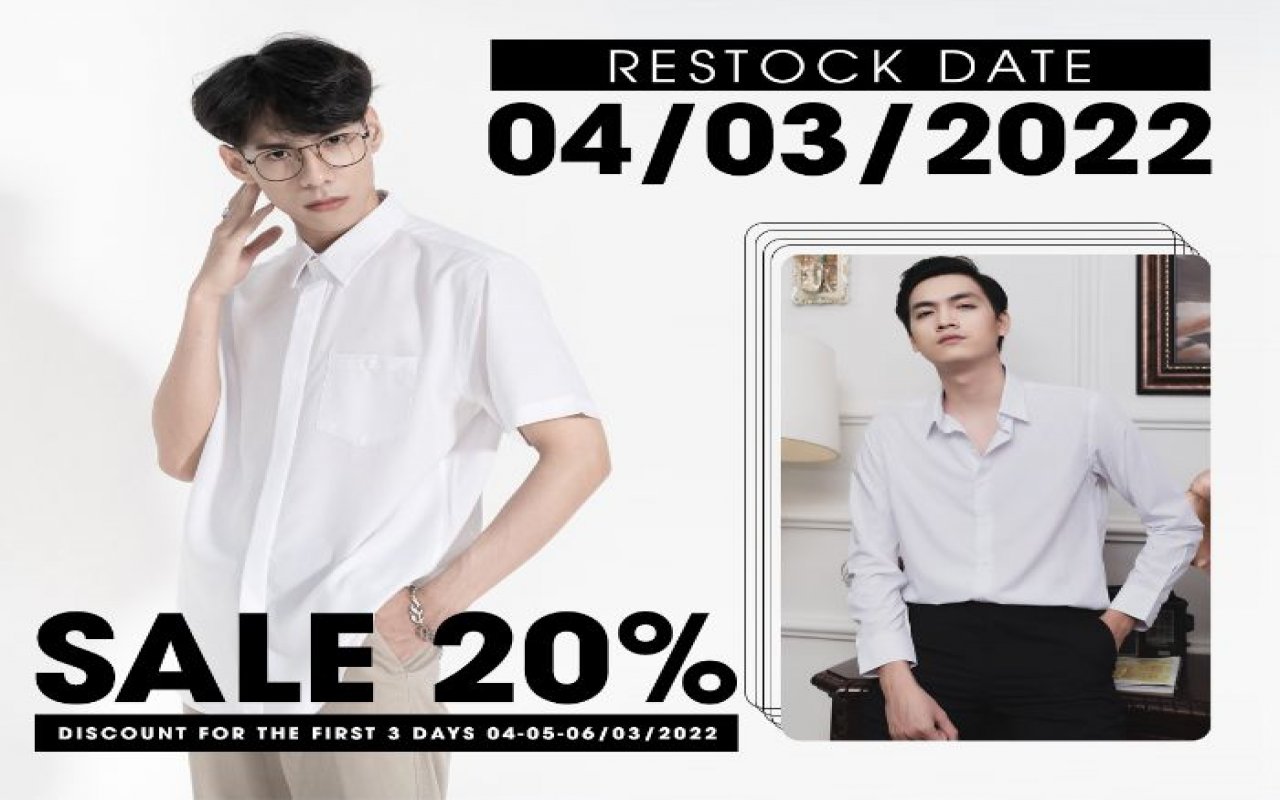 RESTOCK DATE
04/03/2022
SALE 20%
DISCOUNT FOR THE FIRST 3 DAYS 04-05-06/03/2022